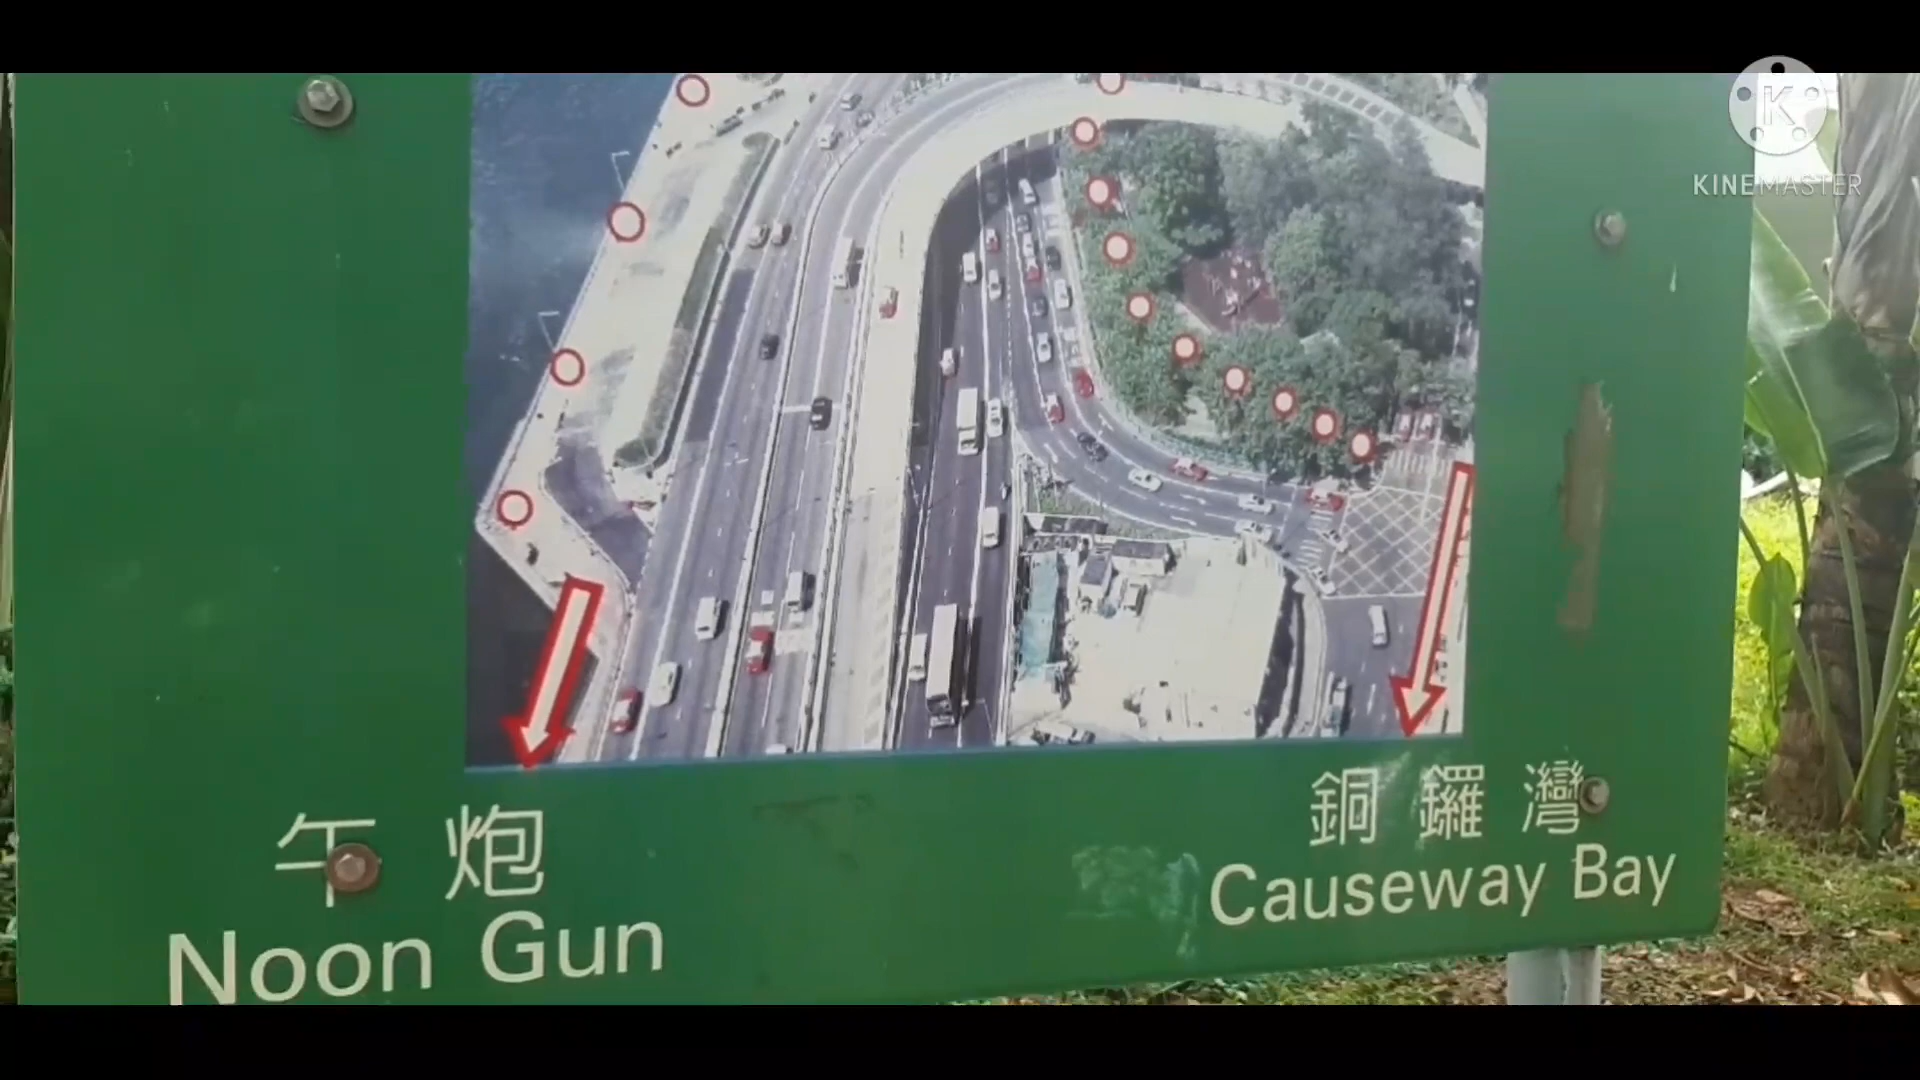 K
KINEMASTER
午炮
Noon Gun
銅鑼灣
Causeway Bay